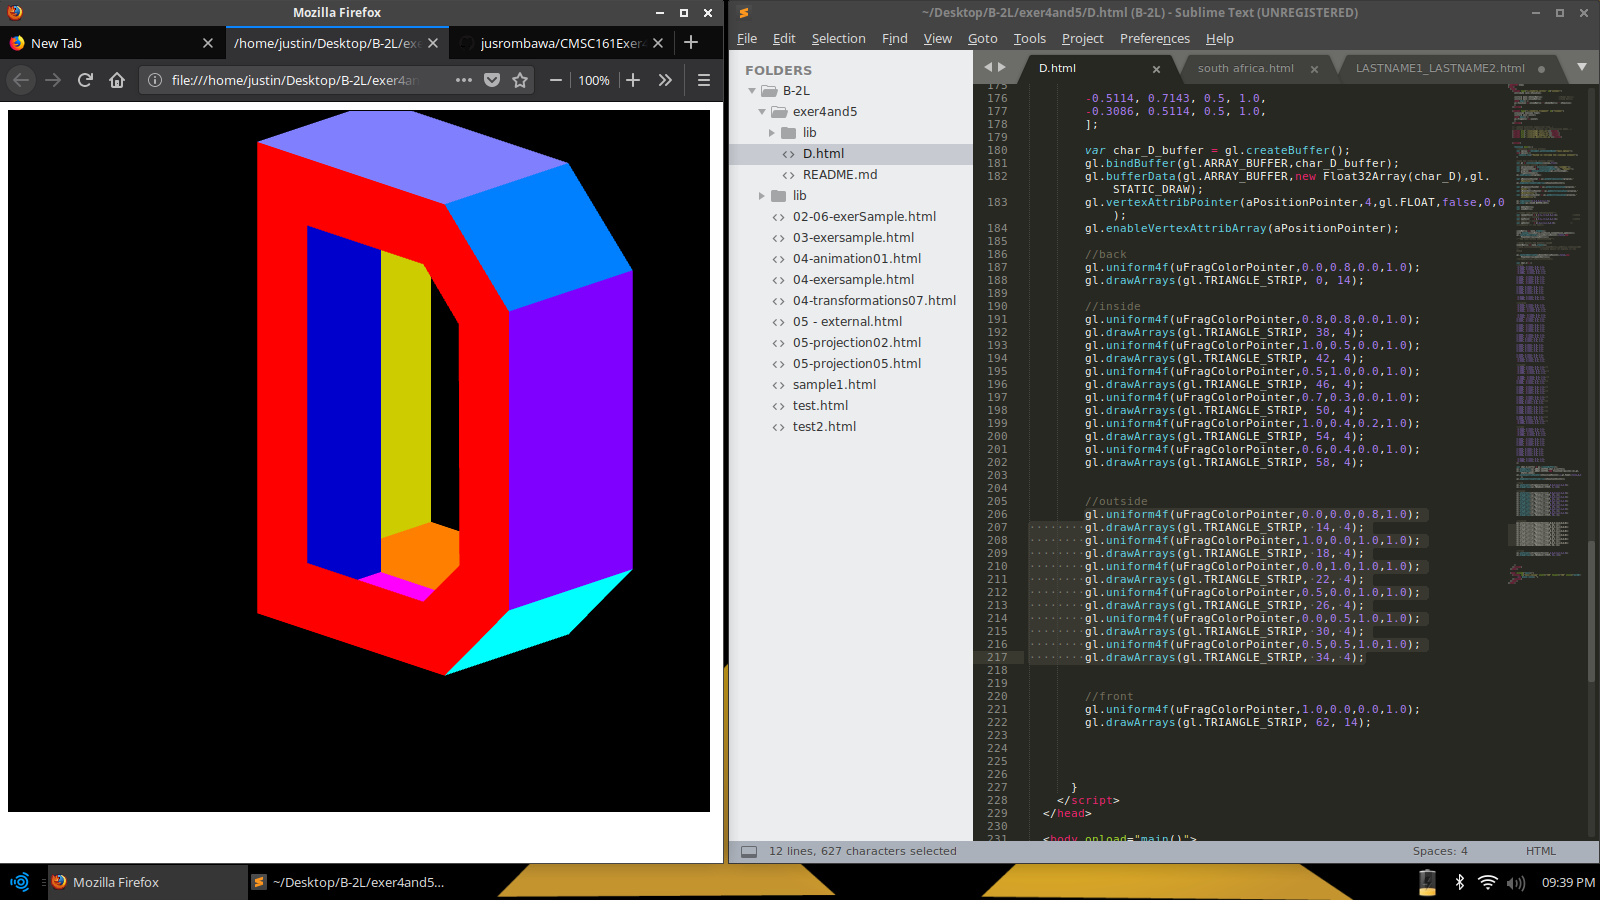 Mozilla Firefox
New Tab
/home/justin/Desktop/B-2L/exe
jusrombawa/CMSC161Exer
file:///home/justin/Desktop/B-2L/exer4an
100%
~/Desktop/B-2L/exer4and5/D.html (B-2L) - Sublime Text (UNREGISTERED)
File Edit Selection Find View Goto Tools Project Preferences Help
FOLDERS
B-2L
exer4and5
lib
D.html
README.md
lib
02-06-exerSample.html
03-exersample.html
04-animation01.html
04-exersample.html
04-transformations07.html
05 - external.html
05-projection02.html
05-projection05.html
sample1.html
test.html
test2.html
D.html
south africa.html
LASTNAME1_LASTNAME2.html
175
176 -0.5114, 0.7143, 0.5, 1.0,
177 -0.3086, 0.5114, 0.5, 1.0,
178 ];
179
180 var char_D_buffer = gl.createBuffer();
181 gl.bindBuffer(gl.ARRAY_BUFFER,char_D_buffer);
182 gl.bufferData(gl.ARRAY_BUFFER,new Float32Array(char_D),gl.
STATIC_DRAW);
183 gl.vertexAttribPointer(aPositionPointer,4,gl.FLOAT,false,0,0
);
184 gl.enableVertexAttribArray(aPositionPointer);
185
186 //back
187 gl.uniform4f(uFragColorPointer,0.0,0.8,0.0,1.0);
188 gl.drawArrays(gl.TRIANGLE_STRIP, 0, 14);
189
190 //inside
191 gl.uniform4f(uFragColorPointer,0.8,0.8,0.0,1.0);
192 gl.drawArrays(gl.TRIANGLE_STRIP, 38, 4);
193 gl.uniform4f(uFragColorPointer,1.0,0.5,0.0,1.0);
194 gl.drawArrays(gl.TRIANGLE_STRIP, 42, 4);
195 gl.uniform4f(uFragColorPointer,0.5,1.0,0.0,1.0);
196 gl.drawArrays(gl.TRIANGLE_STRIP, 46, 4);
197 gl.uniform4f(uFragColorPointer,0.7,0.3,0.0,1.0);
198 gl.drawArrays(gl.TRIANGLE_STRIP, 50, 4);
199 gl.uniform4f(uFragColorPointer,1.0,0.4,0.2,1.0);
200 gl.drawArrays(gl.TRIANGLE_STRIP, 54, 4);
201 gl.uniform4f(uFragColorPointer,0.6,0.4,0.0,1.0);
202 gl.drawArrays(gl.TRIANGLE_STRIP, 58, 4);
203
204
205 //outside
206 gl.uniform4f(uFragColorPointer,0.0,0.0,0.8,1.0);
207 gl.drawArrays(gl.TRIANGLE_STRIP, 14, 4);
208 gl.uniform4f(uFragColorPointer,1.0,0.0,1.0,1.0);
209 gl.drawArrays(gl.TRIANGLE_STRIP, 18, 4);
210 gl.uniform4f(uFragColorPointer,0.0,1.0,1.0,1.0);
211 gl.drawArrays(gl.TRIANGLE_STRIP, 22, 4);
212 gl.uniform4f(uFragColorPointer,0.5,0.0,1.0,1.0);
213 gl.drawArrays(gl.TRIANGLE_STRIP, 26, 4);
214 gl.uniform4f(uFragColorPointer,0.0,0.5,1.0,1.0);
215 gl.drawArrays(gl.TRIANGLE_STRIP, 30, 4);
216 gl.uniform4f(uFragColorPointer,0.5,0.5,1.0,1.0);
217 gl.drawArrays(gl.TRIANGLE_STRIP, 34, 4);
218
219
220 //front
221 gl.uniform4f(uFragColorPointer,1.0,0.0,0.0,1.0);
222 gl.drawArrays(gl.TRIANGLE_STRIP, 62, 14);
223
224
225
226
227 }
228 </script>
229 </head>
230
231 <body onload="main()">
12 lines, 627 characters selected
Spaces: 4
HTML
Mozilla Firefox
~/Desktop/B-2L/exer4and5...
09:39 PM